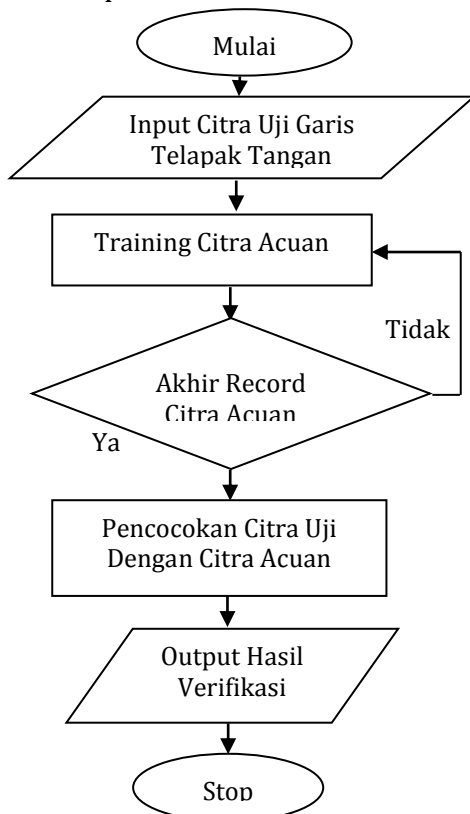 Mulai
Input Citra Uji Garis
Telapak Tangan
Training Citra Acuan
Tidak
Akhir Record
Citra Acuan
Ya
Pencocokan Citra Uji
Dengan Citra Acuan
Output Hasil
Verifikasi
Stop